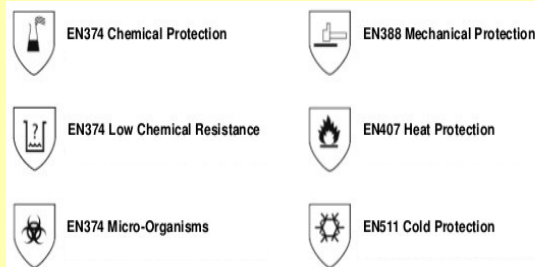 EN374 Chemical Protection
EN388 Mechanical Protection
?
EN374 Low Chemical Resistance
EN407 Heat Protection
EN374 Micro-Organisms
EN511 Cold Protection